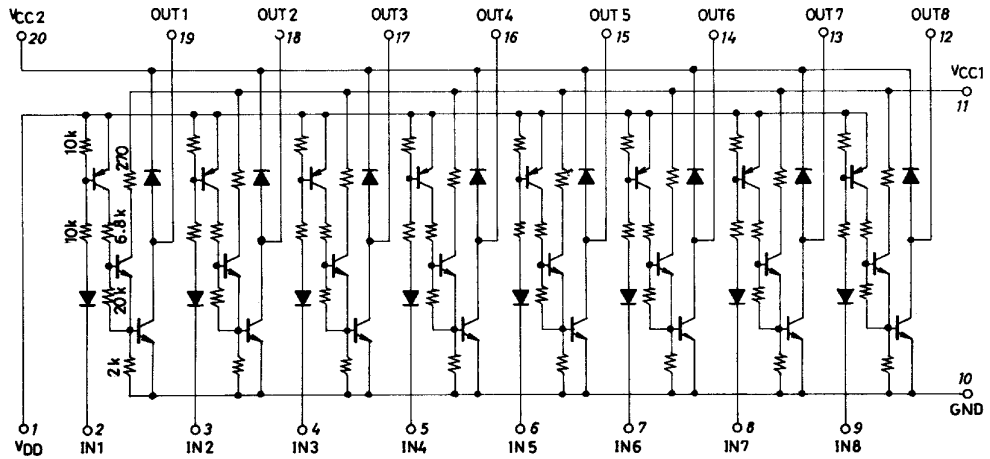 VCC2 OUT1 OUT2 OUT3 OUT4 OUT5 OUT6 OUT7 OUT8
20 19 18 17 16 15 14 13 12
VCC1
11
10k
270
10k
6.8k
20k
2k
10
GND
1 2 3 4 5 6 7 8 9
VDD IN1 IN2 IN3 IN4 IN5 IN6 IN7 IN8